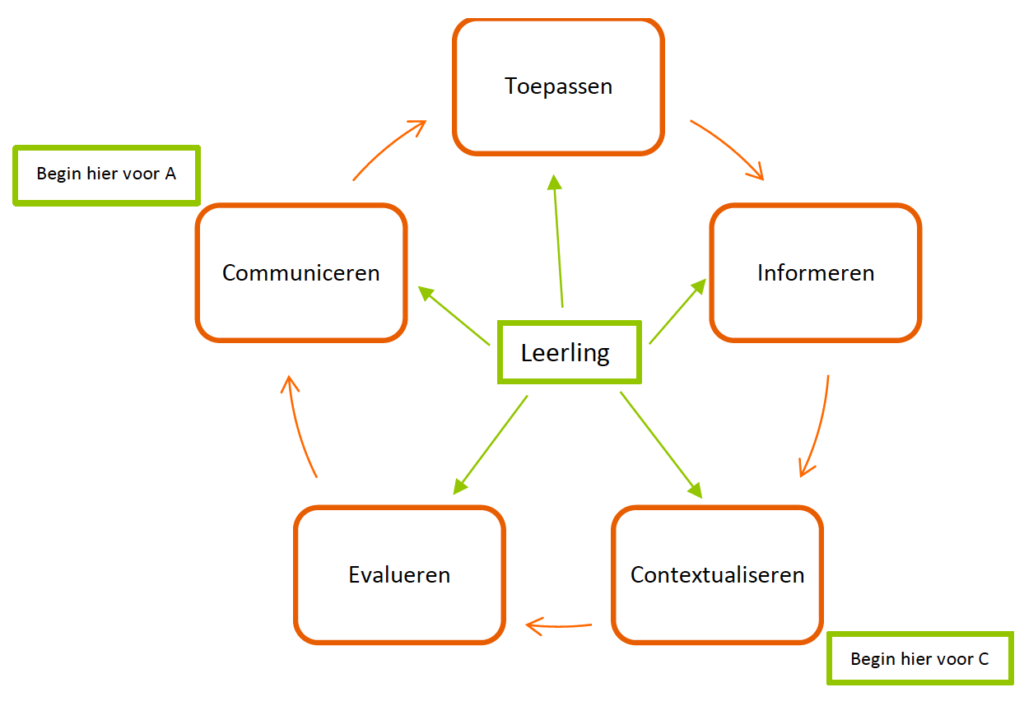 Toepassen
Begin hier voor A
Communiceren
Informeren
Leerling
Evalueren
Contextualiseren
Begin hier voor C